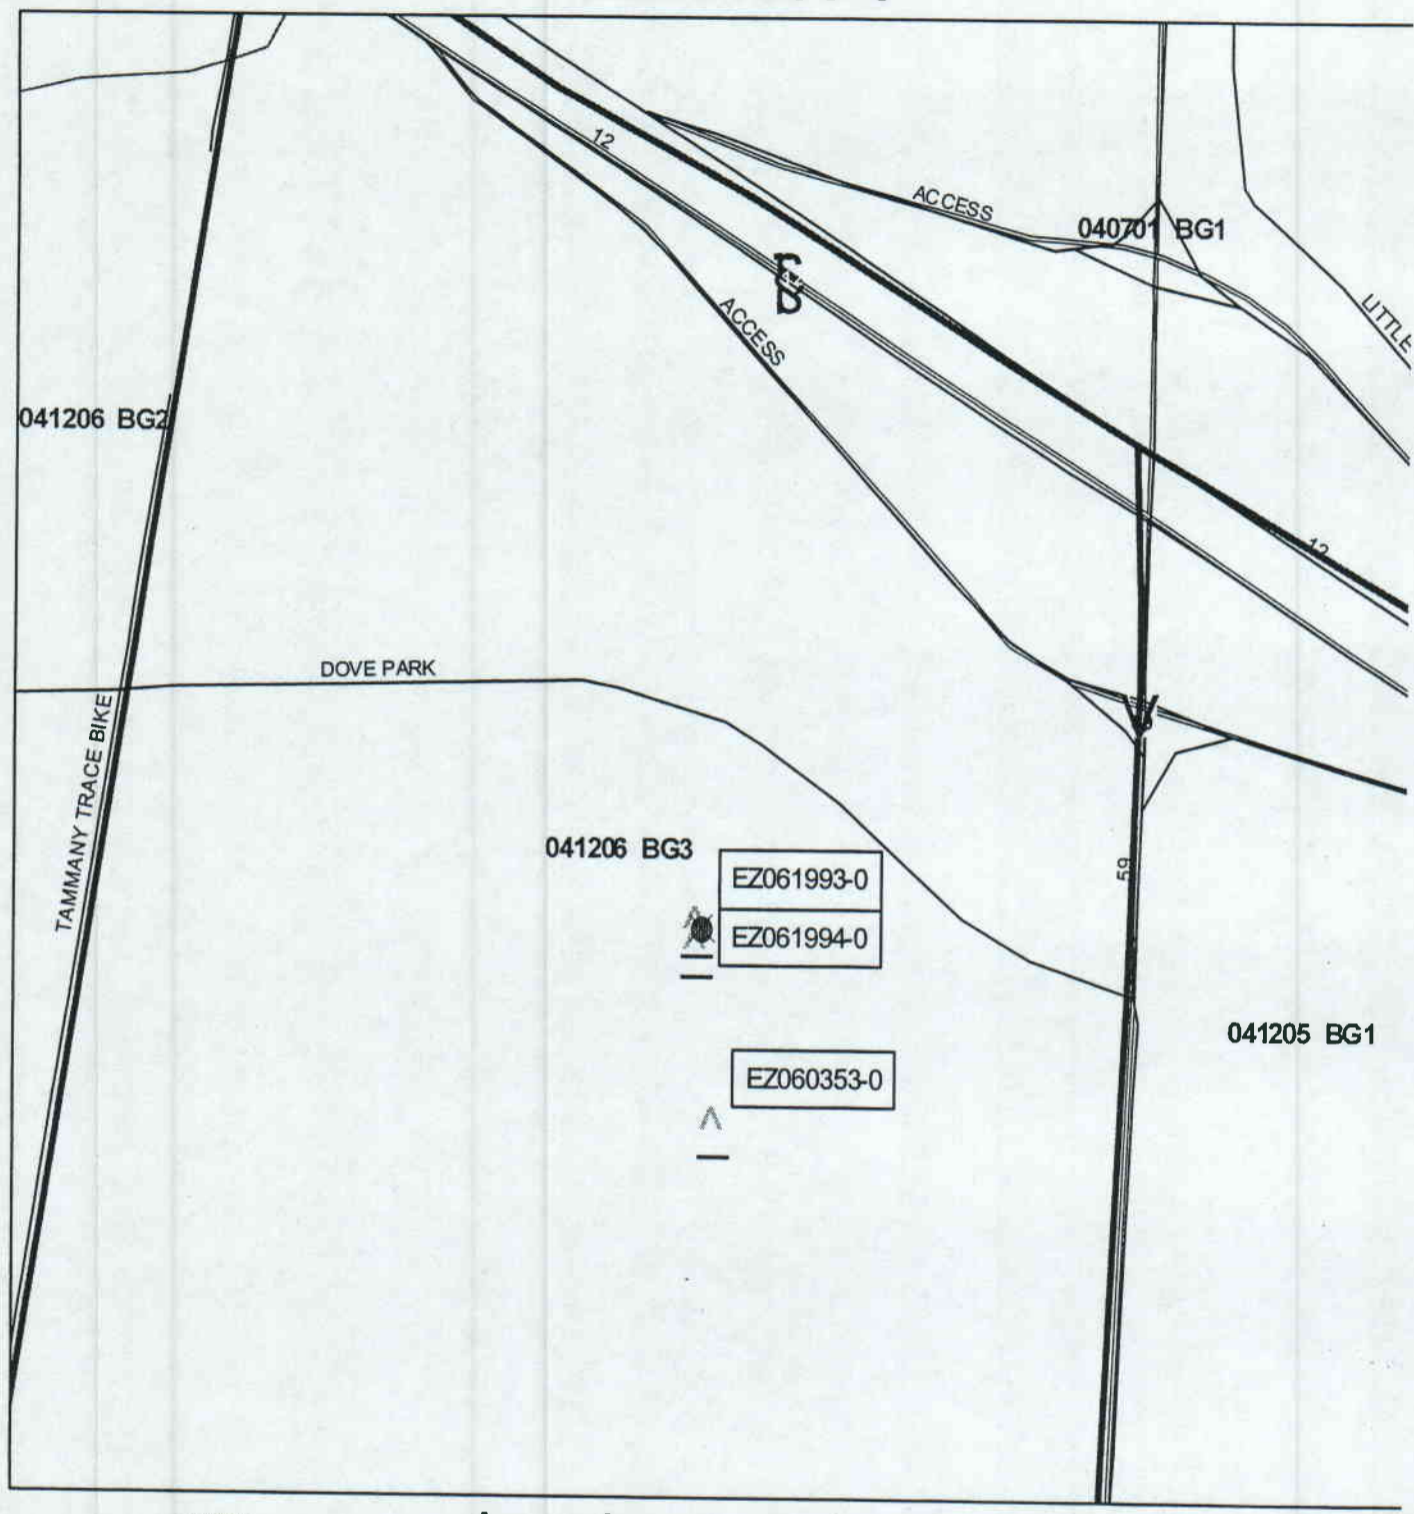 12
ACCESS
040701 BG1
LITTLE
ACCESS
041206 BG2
12
DOVE PARK
TAMMANY TRACE BIKE
041206 BG3
EZ061993-0
59
EZ061994-0
041205 BG1
EZ060353-0